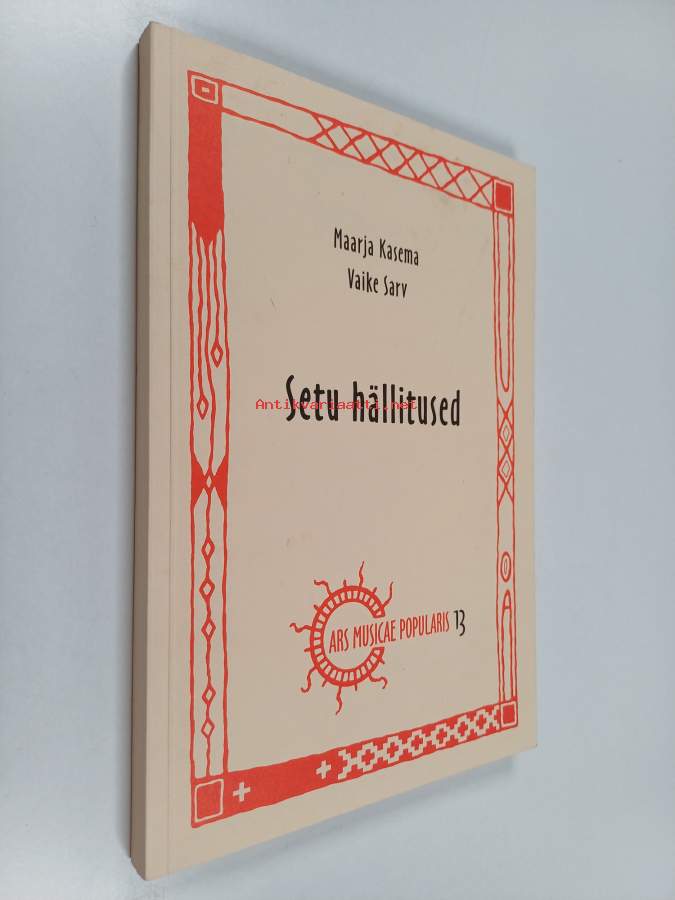 Maarja Kasema
Vaike Sarv
Setu hällitused
Antikvariaatti.net
ARS MUSICAE POPULARIS 13